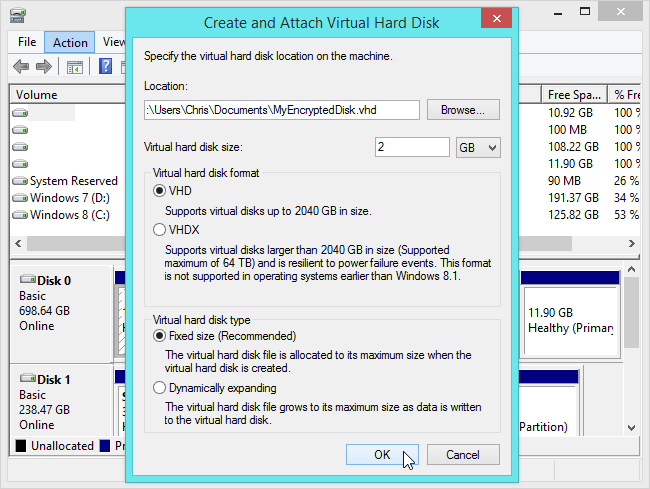 Create and Attach Virtual Hard Disk
File Action View
Specify the virtual hard disk location on the machine.
Location:
:\Users\Chris\Documents\MyEncryptedDisk.vhd Browse...
Virtual hard disk size: 2 GB
Virtual hard disk format
VHD
Supports virtual disks up to 2040 GB in size.
VHDX
Supports virtual disks larger than 2040 GB in size (Supported
maximum of 64 TB) and is resilient to power failure events. This format
is not supported in operating systems earlier than Windows 8.1.
Virtual hard disk type
Fixed size (Recommended)
The virtual hard disk file is allocated to its maximum size when the
virtual hard disk is created.
Dynamically expanding
The virtual hard disk file grows to its maximum size as data is written
to the virtual hard disk.
OK Cancel
Volume Free Spa... % Fre
10.92 GB 100 %
100 MB 100 %
108.22 GB 100 %
11.90 GB 100 %
System Reserved 90 MB 26 %
Windows 7 (D:) 191.37 GB 34 %
Windows 8 (C:) 125.82 GB 53 %
Disk 0
Basic
698.64 GB
Online
11.90 GB
Healthy (Primar
Disk 1
Basic
238.47 GB
Online
Partition)
Unallocated